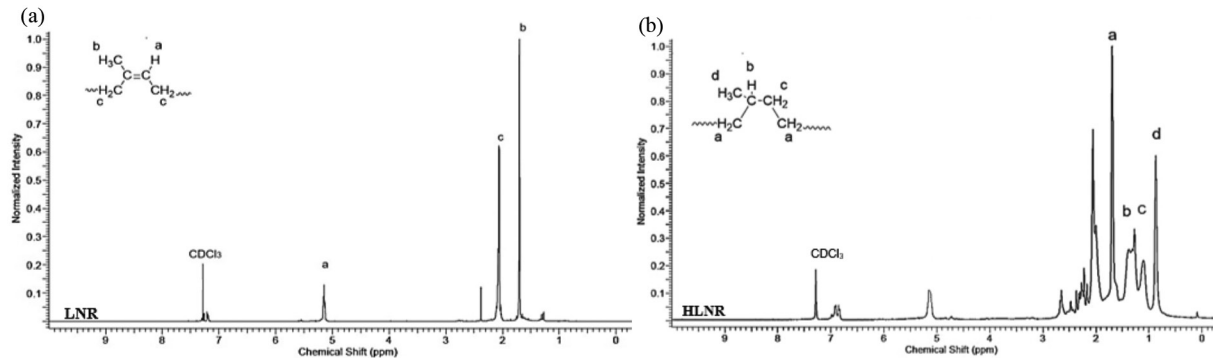 (a)
b
1.0
0.9
0.8
0.7
0.6
0.5
0.4
0.3
0.2
0.1
Normalized Intensity
b a
H₃C H
C=C
H₂C CH₂
c c
c
CDCl₃
a
LNR
9 8 7 6 5 4 3 2 1 0
Chemical Shift (ppm)
(b)
a
1.0
0.9
0.8
0.7
0.6
0.5
0.4
0.3
0.2
0.1
Normalized Intensity
b
d H c
H₃C C CH₂
H₂C CH₂
a a
d
b c
CDCl₃
HLNR
9 8 7 6 5 4 3 2 1 0
Chemical Shift (ppm)